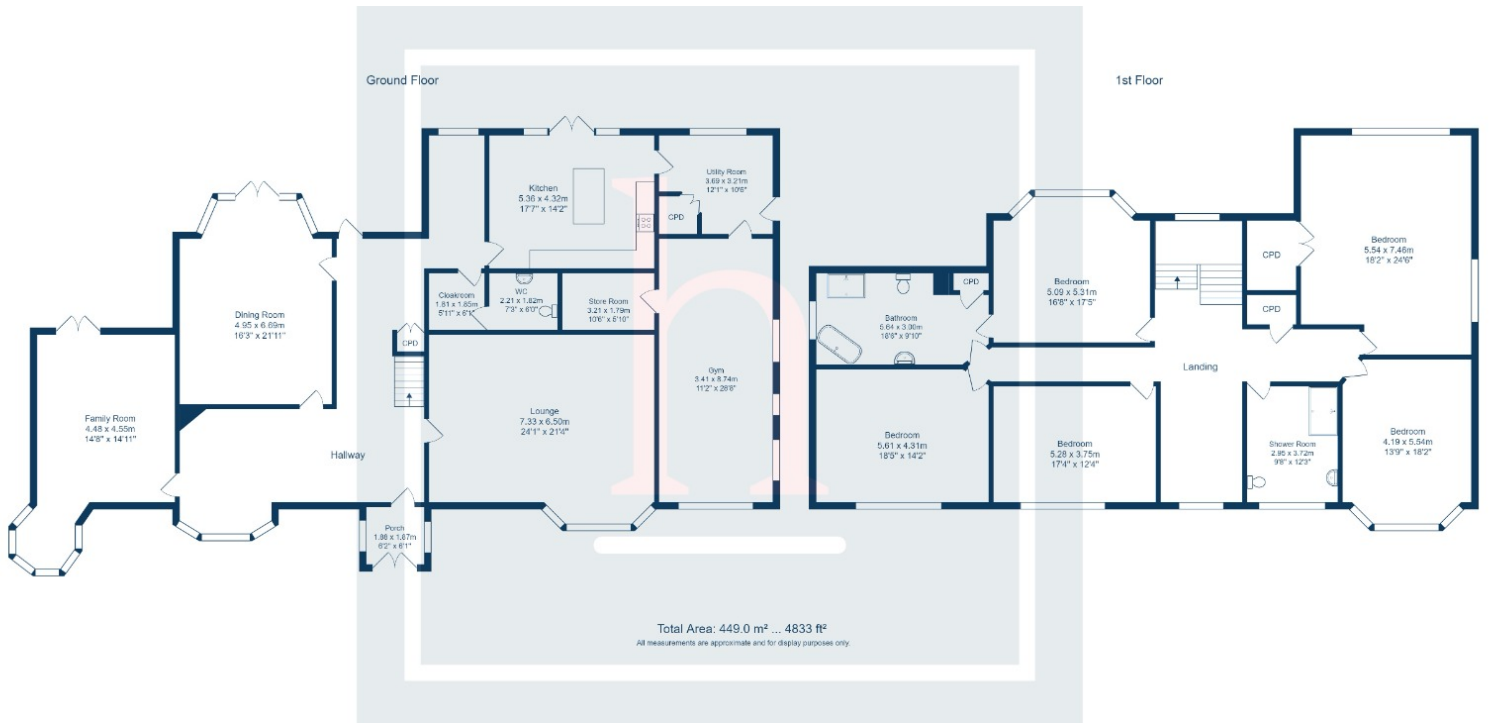 Ground Floor
1st Floor
Kitchen
5.36 x 4.32m
17'7" x 14'2"
Utility Room
3.69 x 3.21m
12'1" x 10'6"
CPD
Dining Room
4.95 x 6.69m
16'3" x 21'11"
Cloakroom
1.81 x 1.85m
5'11" x 6'1"
WC
2.21 x 1.82m
7'3" x 6'0"
Store Room
3.21 x 1.79m
10'6" x 5'10"
CPD
Family Room
4.48 x 4.55m
14'8" x 14'11"
Hallway
Lounge
7.33 x 6.50m
24'1" x 21'4"
Gym
3.41 x 8.74m
11'2" x 28'8"
Porch
1.88 x 1.87m
6'2" x 6'1"
Bedroom
5.54 x 7.46m
18'2" x 24'6"
CPD
CPD
CPD
Bedroom
5.09 x 5.31m
16'8" x 17'5"
Bathroom
5.64 x 3.00m
18'6" x 9'10"
Landing
Bedroom
5.61 x 4.31m
18'5" x 14'2"
Bedroom
5.28 x 3.75m
17'4" x 12'4"
Shower Room
2.95 x 3.72m
9'8" x 12'3"
Bedroom
4.19 x 5.54m
13'9" x 18'2"
h
Total Area: 449.0 m² ... 4833 ft²
All measurements are approximate and for display purposes only.